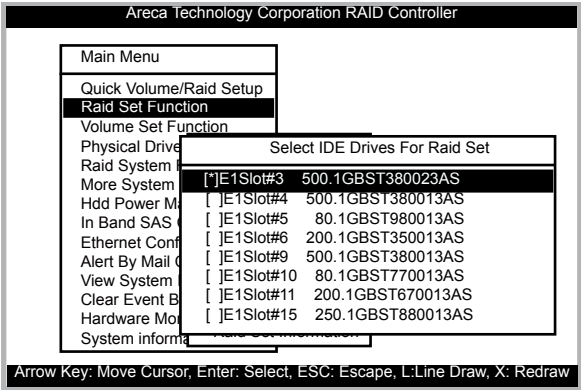 Areca Technology Corporation RAID Controller
Main Menu
Quick Volume/Raid Setup
Raid Set Function
Volume Set Function
Physical Drive
Raid System
More System
Hdd Power Ma
In Band SAS
Ethernet Conf
Alert By Mail
View System
Clear Event B
Hardware Mon
System informa
Select IDE Drives For Raid Set
[*]E1Slot#3 500.1GBST380023AS
[ ]E1Slot#4 500.1GBST380013AS
[ ]E1Slot#5 80.1GBST980013AS
[ ]E1Slot#6 200.1GBST350013AS
[ ]E1Slot#9 500.1GBST380013AS
[ ]E1Slot#10 80.1GBST770013AS
[ ]E1Slot#11 200.1GBST670013AS
[ ]E1Slot#15 250.1GBST880013AS
Raid Set Information
Arrow Key: Move Cursor, Enter: Select, ESC: Escape, L:Line Draw, X: Redraw